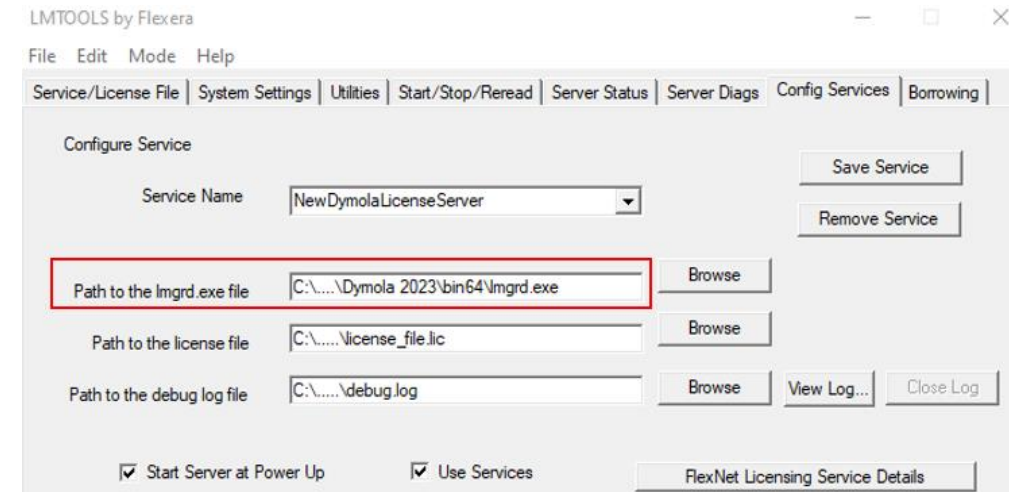 LMTOOLS by Flexera
File Edit Mode Help
Service/License File System Settings Utilities Start/Stop/Reread Server Status Server Diags Config Services Borrowing
Configure Service
Save Service
Service Name NewDymolaLicenseServer
Remove Service
Path to the lmgrd.exe file C:\....\Dymola 2023\bin64\lmgrd.exe Browse
Path to the license file C:\.....\license_file.lic Browse
Path to the debug log file C:\.....\debug.log Browse View Log... Close Log
Start Server at Power Up Use Services FlexNet Licensing Service Details